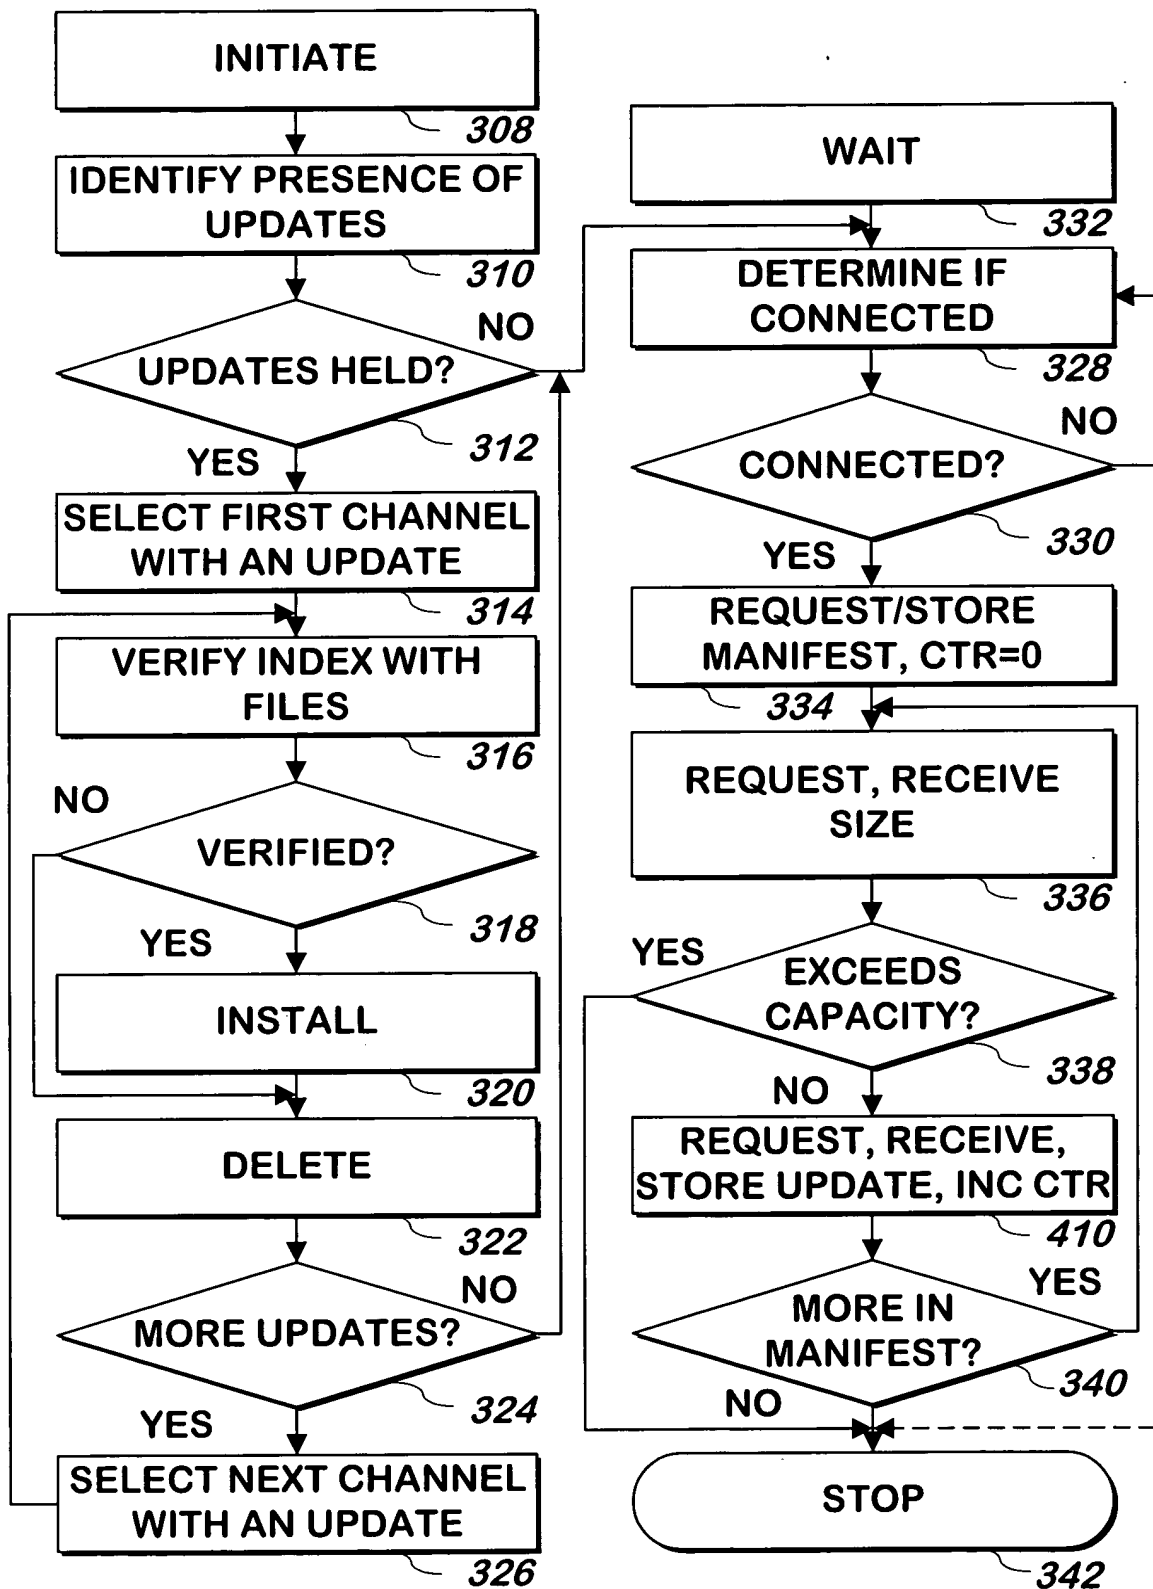 INITIATE
308
IDENTIFY PRESENCE OF
UPDATES
310
NO
UPDATES HELD?
312
YES
SELECT FIRST CHANNEL
WITH AN UPDATE
314
VERIFY INDEX WITH
FILES
316
NO
VERIFIED?
318
YES
INSTALL
320
DELETE
322
NO
MORE UPDATES?
324
YES
SELECT NEXT CHANNEL
WITH AN UPDATE
326
WAIT
332
DETERMINE IF
CONNECTED
328
NO
CONNECTED?
330
YES
REQUEST/STORE
MANIFEST, CTR=0
334
REQUEST, RECEIVE
SIZE
336
YES
EXCEEDS
CAPACITY?
338
NO
REQUEST, RECEIVE,
STORE UPDATE, INC CTR
410
YES
MORE IN
MANIFEST?
340
NO
STOP
342